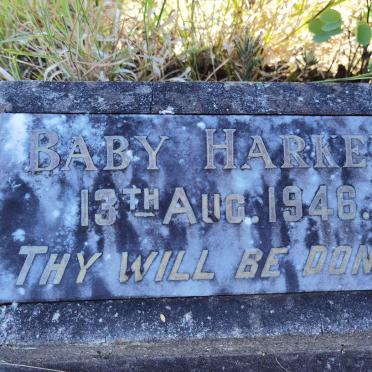 BABY HARKE
13TH AUG. 1946.
THY WILL BE DON